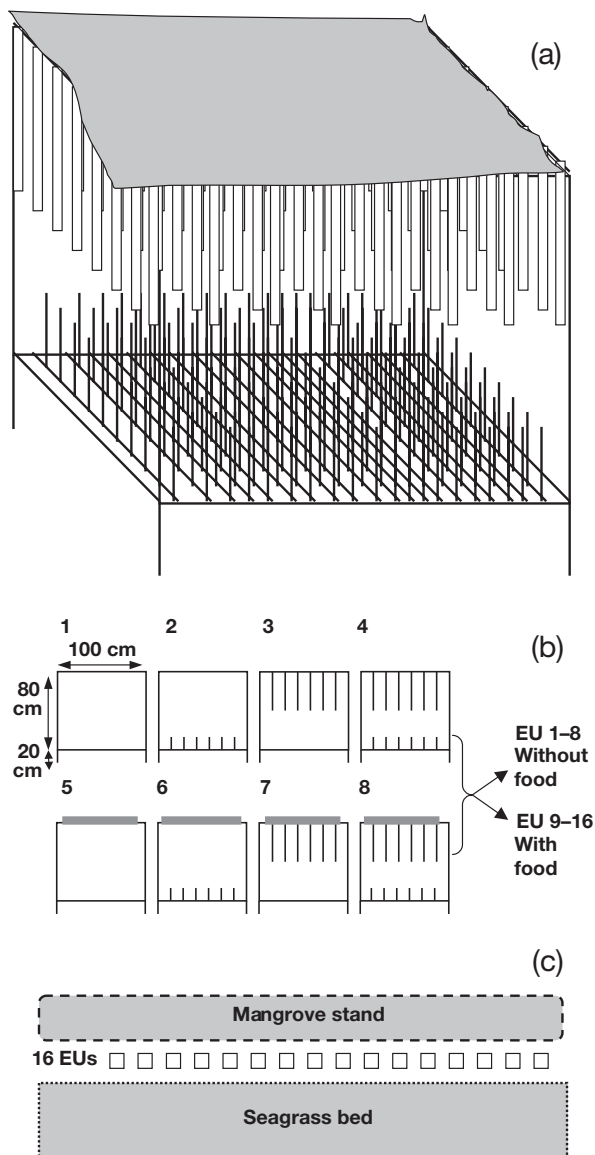 (a)
(b)
1 2 3 4
100 cm
80
cm
20
cm
EU 1–8
Without
food
5 6 7 8
EU 9–16
With
food
(c)
Mangrove stand
16 EUs
Seagrass bed